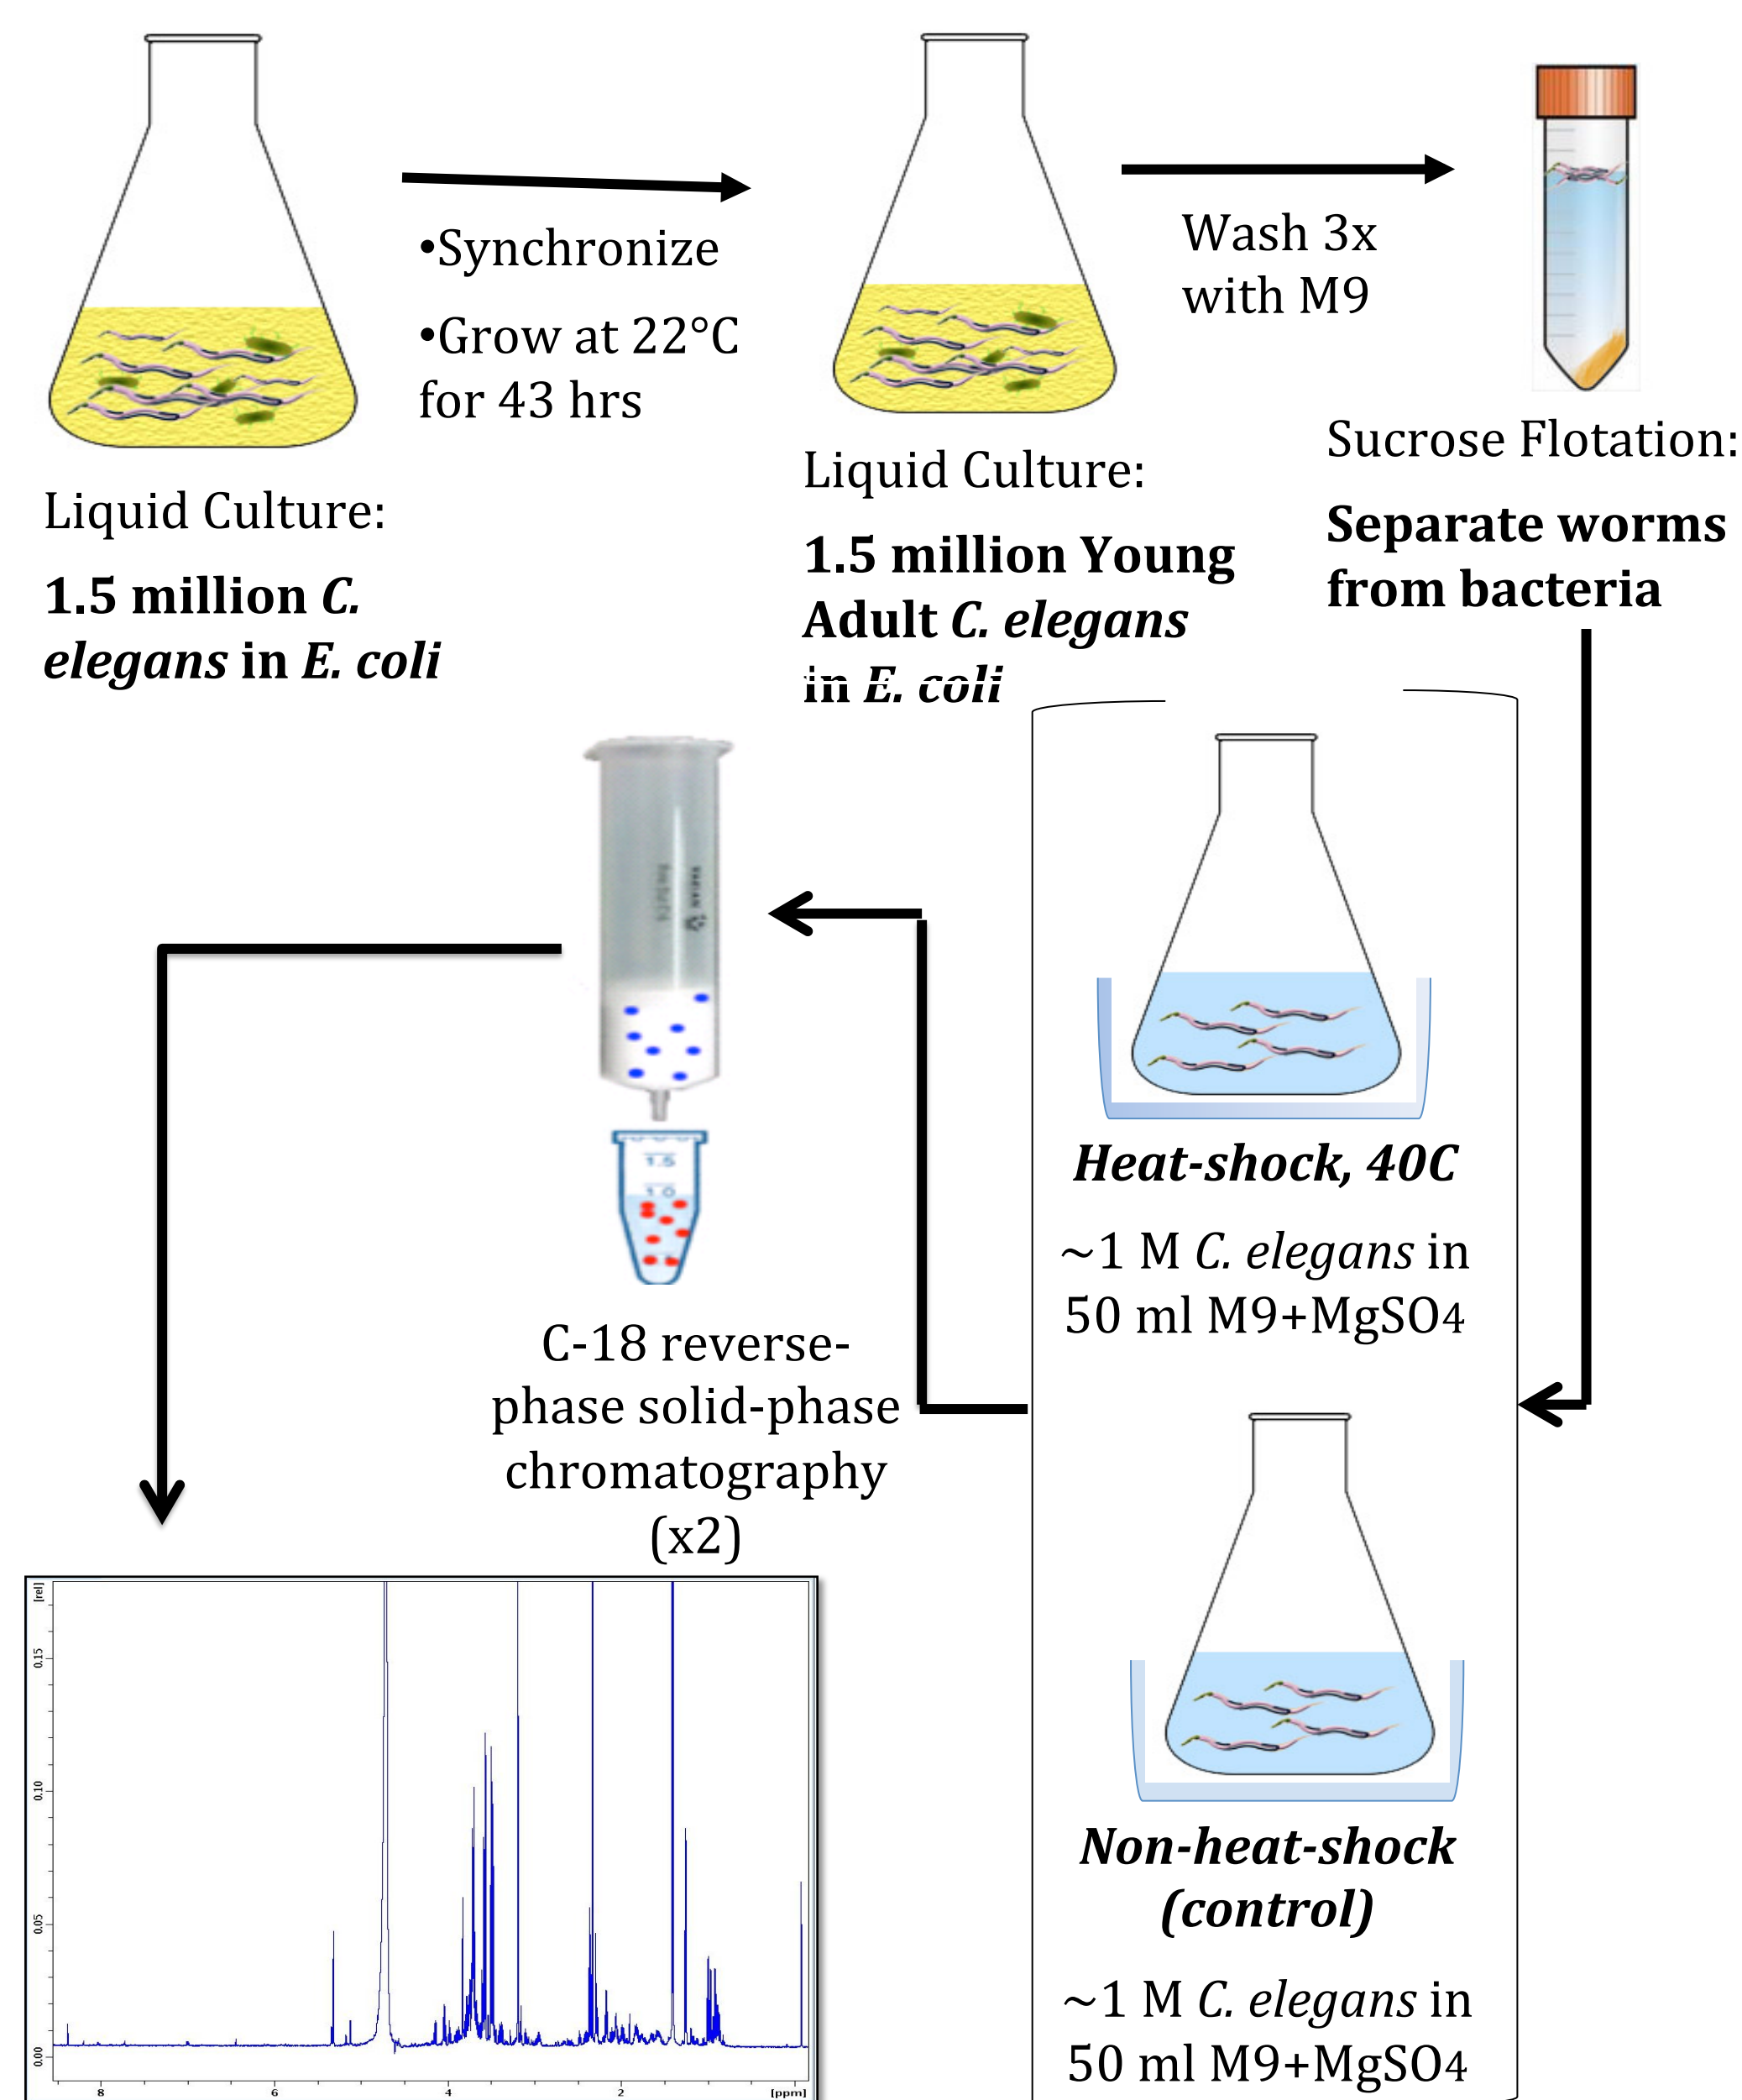 •Synchronize
•Grow at 22°C
for 43 hrs
Wash 3x
with M9
Liquid Culture:
1.5 million C.
elegans in E. coli
Liquid Culture:
1.5 million Young
Adult C. elegans
in E. coli
Sucrose Flotation:
Separate worms
from bacteria
VARIAN
1.5
1.0
C-18 reverse-
phase solid-phase
chromatography
(x2)
Heat-shock, 40C
~1 M C. elegans in
50 ml M9+MgSO4
Non-heat-shock
(control)
~1 M C. elegans in
50 ml M9+MgSO4
[rel]
0.15
0.10
0.05
0.00
8 6 4 2 [ppm]